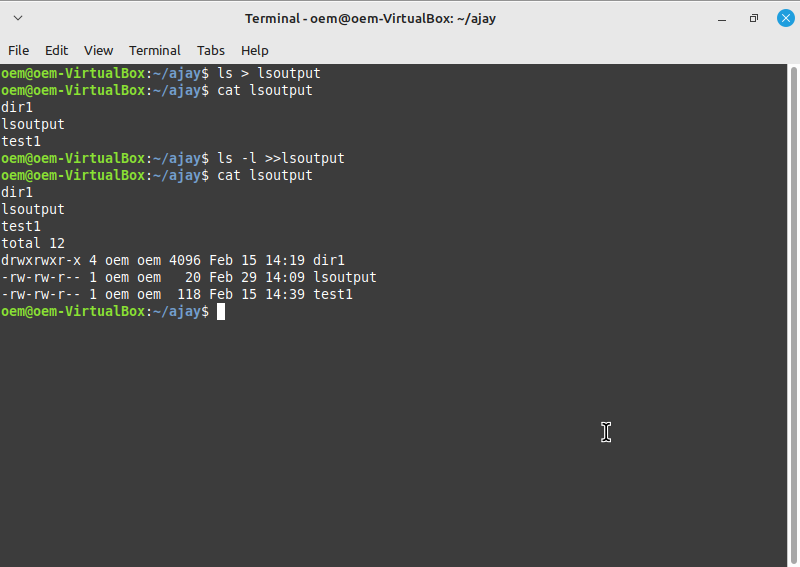 Terminal - oem@oem-VirtualBox: ~/ajay
File Edit View Terminal Tabs Help
oem@oem-VirtualBox:~/ajay$ ls > lsoutput
oem@oem-VirtualBox:~/ajay$ cat lsoutput
dir1
lsoutput
test1
oem@oem-VirtualBox:~/ajay$ ls -l >>lsoutput
oem@oem-VirtualBox:~/ajay$ cat lsoutput
dir1
lsoutput
test1
total 12
drwxrwxr-x 4 oem oem 4096 Feb 15 14:19 dir1
-rw-rw-r-- 1 oem oem   20 Feb 29 14:09 lsoutput
-rw-rw-r-- 1 oem oem  118 Feb 15 14:39 test1
oem@oem-VirtualBox:~/ajay$